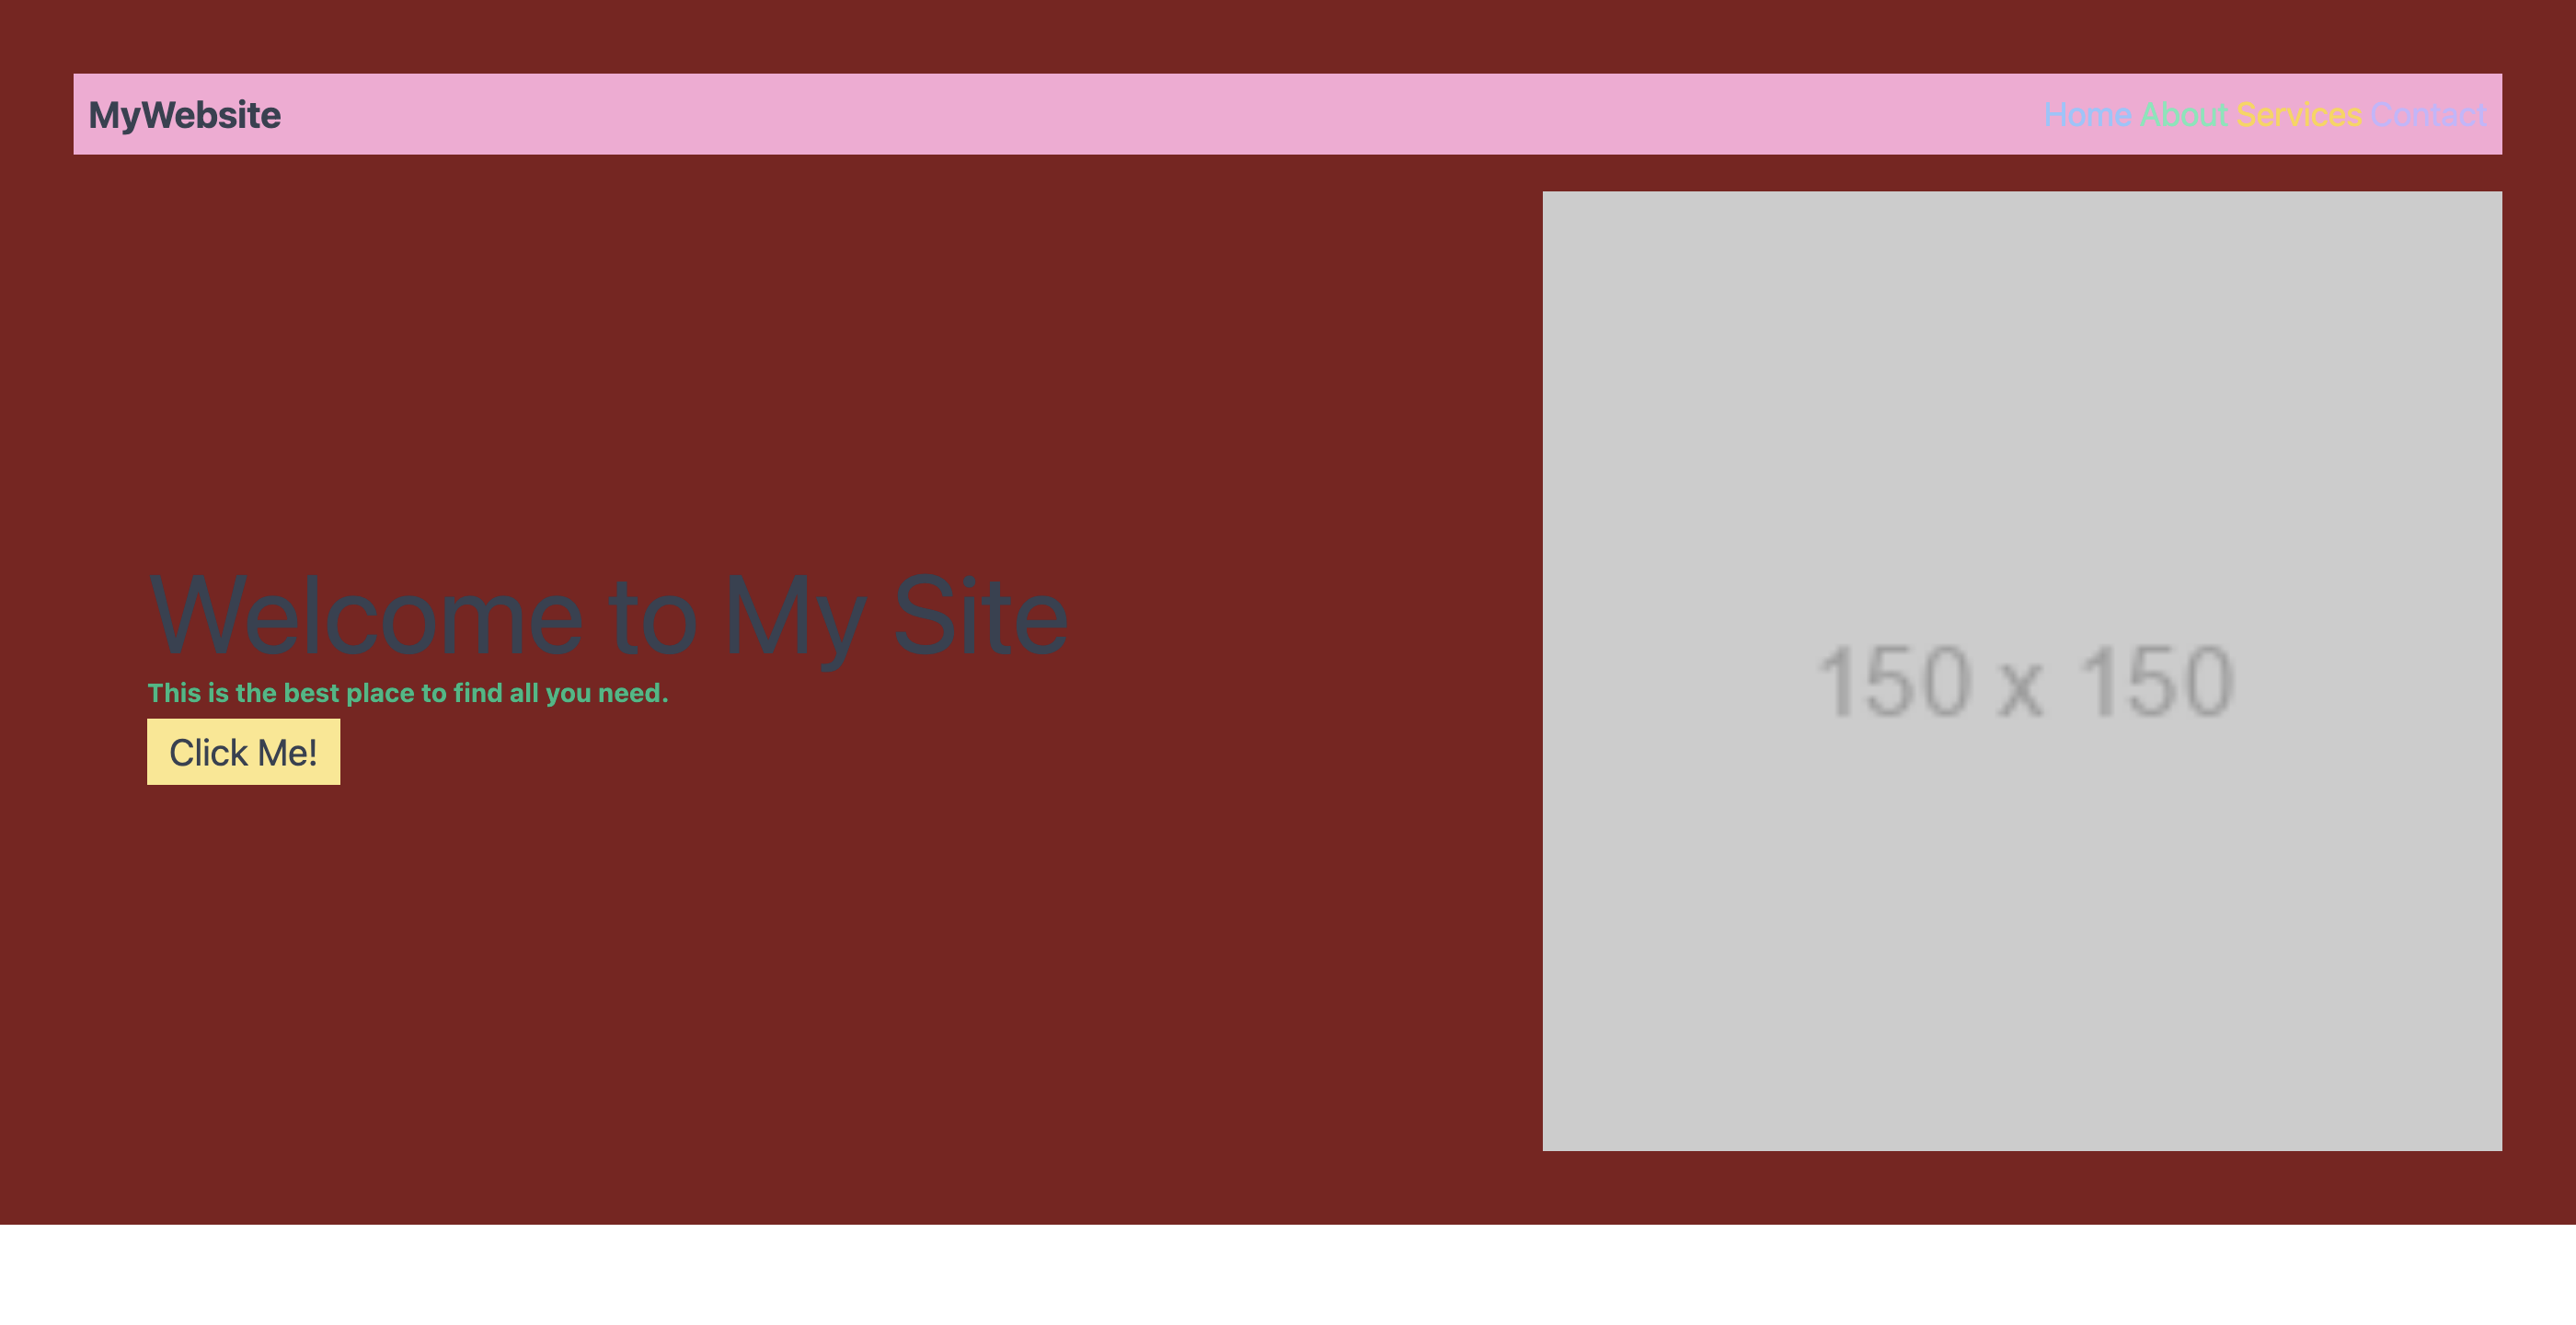 MyWebsite
Home About Services Contact
Welcome to My Site
This is the best place to find all you need.
Click Me!
150 x 150